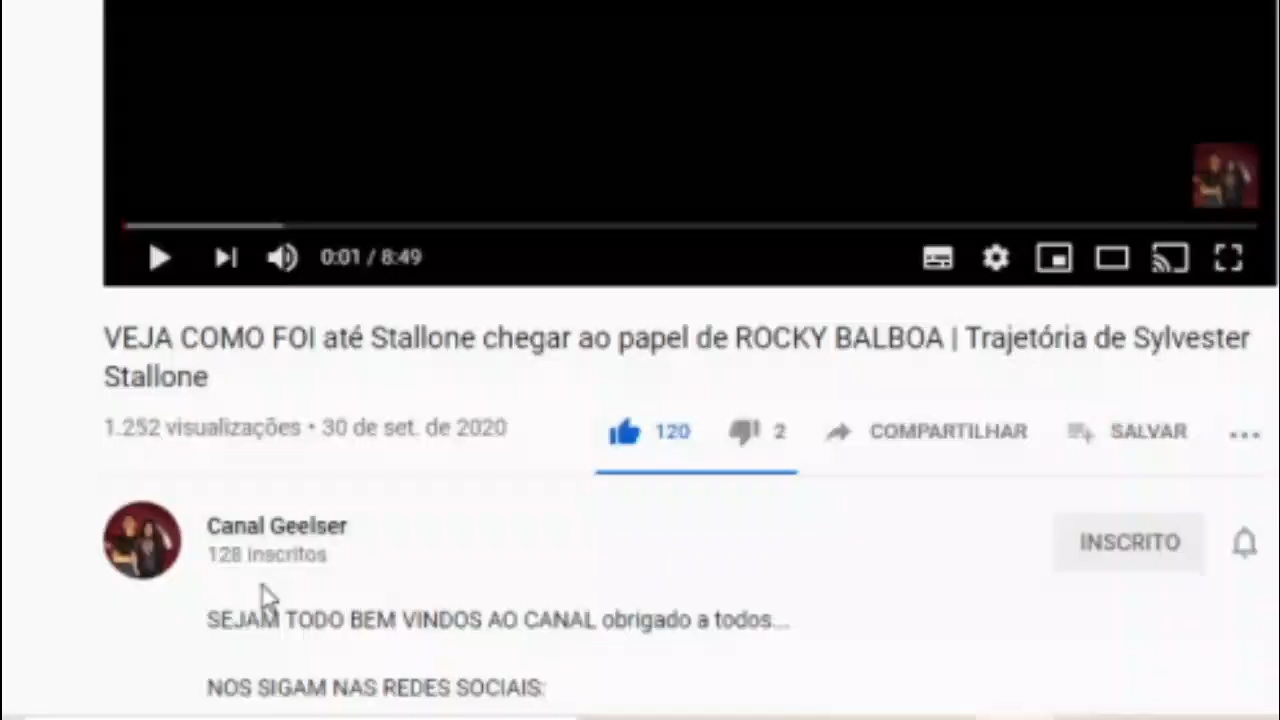 0:01 / 8:49
VEJA COMO FOI até Stallone chegar ao papel de ROCKY BALBOA | Trajetória de Sylvester
Stallone
1.252 visualizações • 30 de set. de 2020
120
2
COMPARTILHAR
SALVAR
Canal Geelser
128 inscritos
INSCRITO
SEJAM TODO BEM VINDOS AO CANAL obrigado a todos...
NOS SIGAM NAS REDES SOCIAIS: